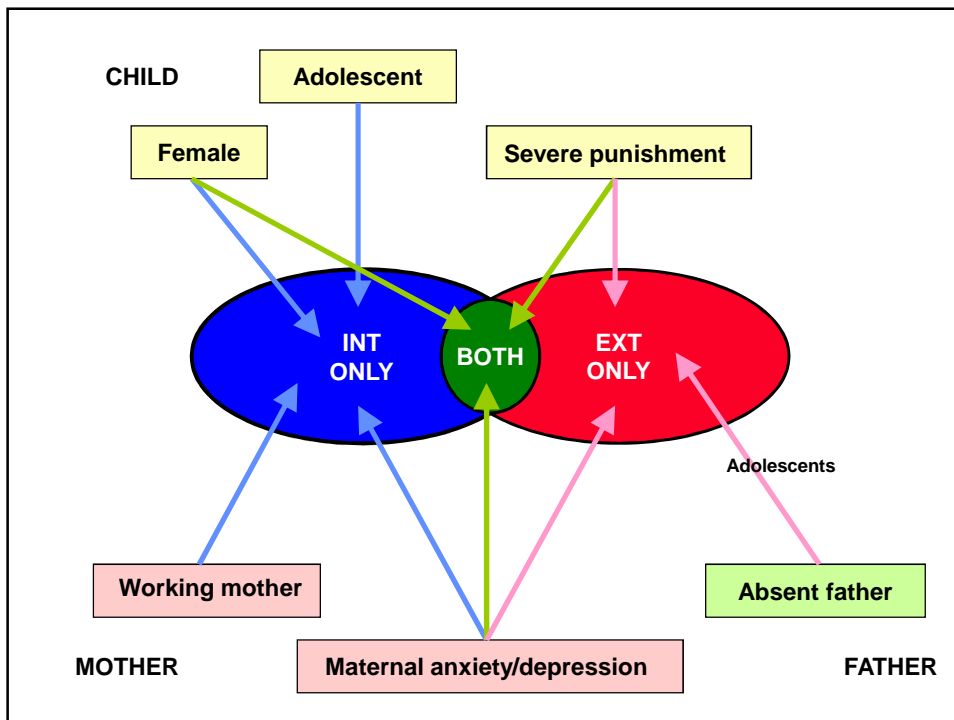 CHILD
Adolescent
Female
Severe punishment
INT
ONLY
BOTH
EXT
ONLY
Adolescents
Working mother
Absent father
MOTHER
Maternal anxiety/depression
FATHER